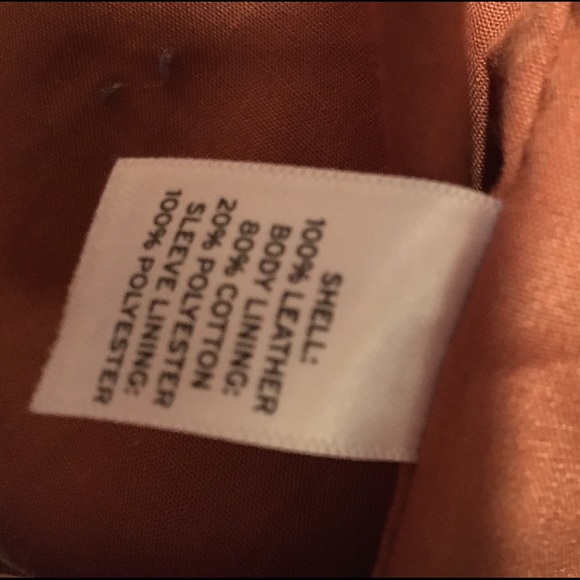 SHELL:
100% LEATHER
BODY LINING:
80% COTTON
20% POLYESTER
SLEEVE LINING:
100% POLYESTER